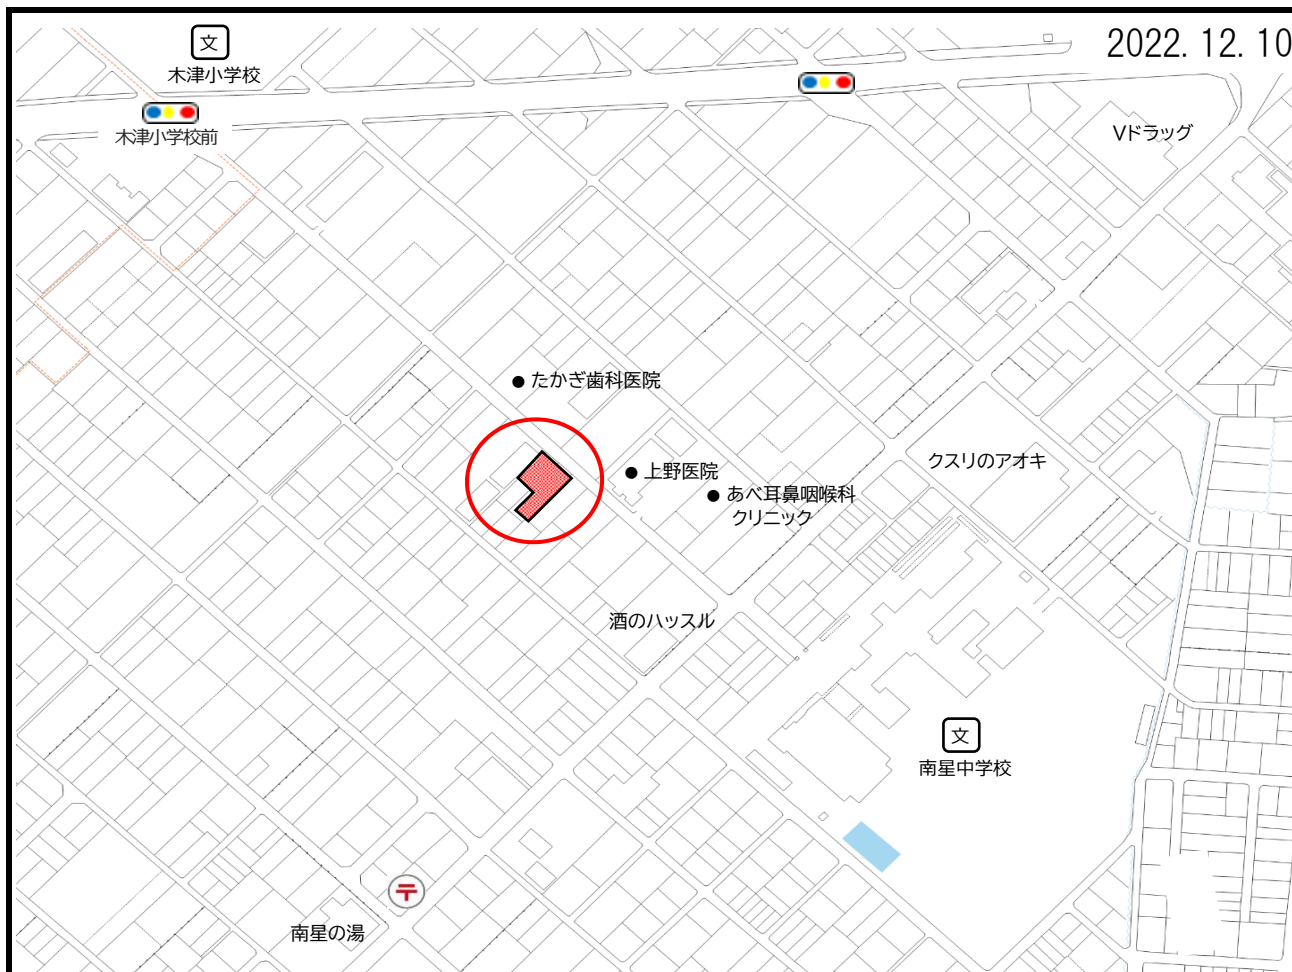 2022.12.10
文
木津小学校
木津小学校前
Vドラッグ
たかぎ歯科医院
上野医院
クスリのアオキ
あべ耳鼻咽喉科
クリニック
酒のハッスル
文
南星中学校
〒
南星の湯